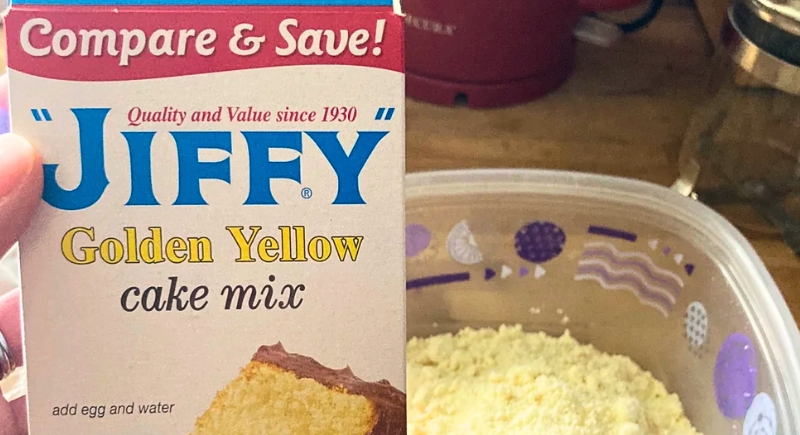 Compare & Save!
Quality and Value since 1930
"JIFFY"®
Golden Yellow
cake mix
add egg and water